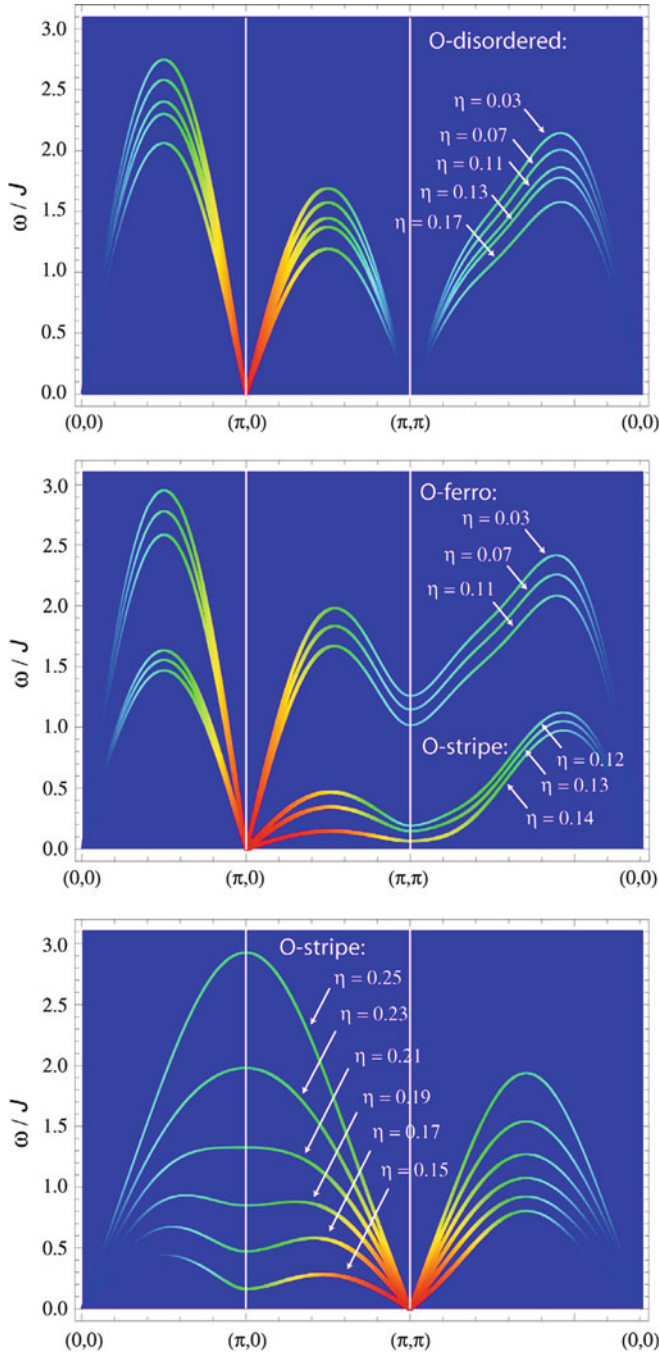 3.0
O-disordered:
2.5
η = 0.03
2.0
η = 0.07
η = 0.11
ω / J
1.5
η = 0.13
η = 0.17
1.0
0.5
0.0
(0,0) (π,0) (π,π) (0,0)
3.0
O-ferro:
η = 0.03
2.5
η = 0.07
2.0
η = 0.11
ω / J
1.5
1.0
O-stripe:
η = 0.12
0.5
η = 0.13
η = 0.14
0.0
(0,0) (π,0) (π,π) (0,0)
3.0
O-stripe:
η = 0.25
2.5
η = 0.23
2.0
η = 0.21
ω / J
η = 0.19
1.5
η = 0.17
η = 0.15
1.0
0.5
0.0
(0,0) (π,0) (π,π) (0,0)